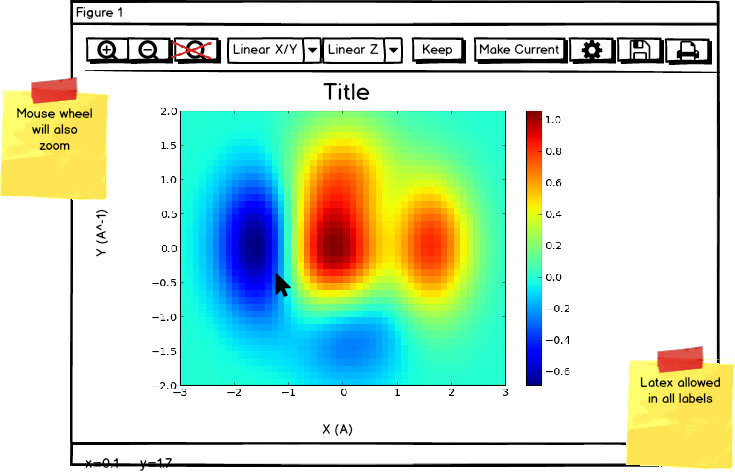 Figure 1
Linear X/Y
Linear Z
Keep
Make Current
Mouse wheel
will also
zoom
Title
2.0
1.5
1.0
0.5
0.0
−0.5
−1.0
−1.5
−2.0
Y (A^-1)
−3
−2
−1
0
1
2
3
X (A)
1.0
0.8
0.6
0.4
0.2
0.0
−0.2
−0.4
−0.6
Latex allowed
in all labels
x=0.1 y=1.7